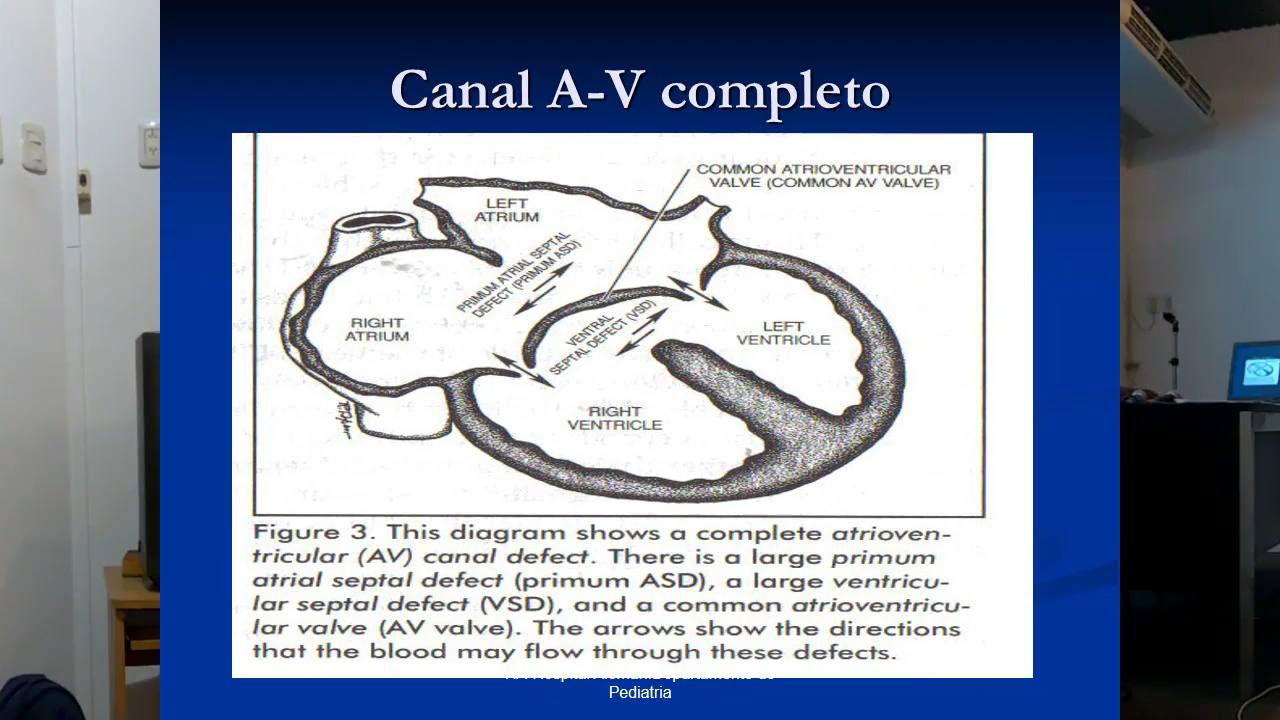 Canal A-V completo
COMMON ATRIOVENTRICULAR
VALVE (COMMON AV VALVE)
LEFT
ATRIUM
PRIMUM ATRIAL SEPTAL
DEFECT (PRIMUM ASD)
RIGHT
ATRIUM
VENTRAL
SEPTAL DEFECT (VSD)
LEFT
VENTRICLE
RIGHT
VENTRICLE
Figure 3. This diagram shows a complete atrioven-
tricular (AV) canal defect. There is a large primum
atrial septal defect (primum ASD), a large ventricu-
lar septal defect (VSD), and a common atrioventricu-
lar valve (AV valve). The arrows show the directions
that the blood may flow through these defects.
Pediatria